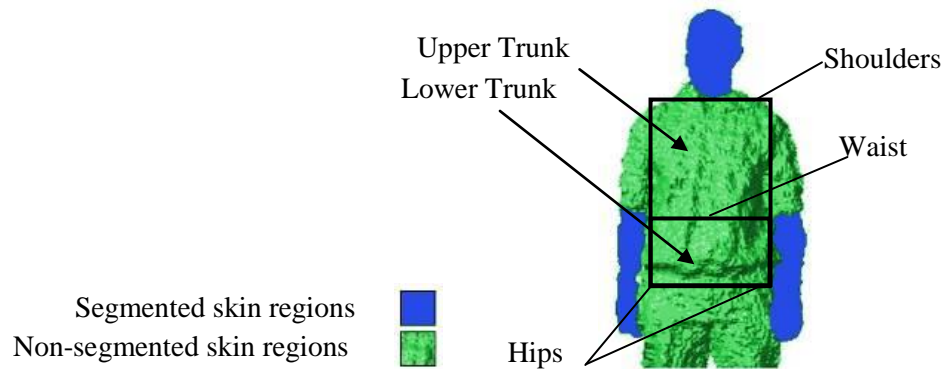 Upper Trunk
Shoulders
Lower Trunk
Waist
Segmented skin regions
Non-segmented skin regions
Hips